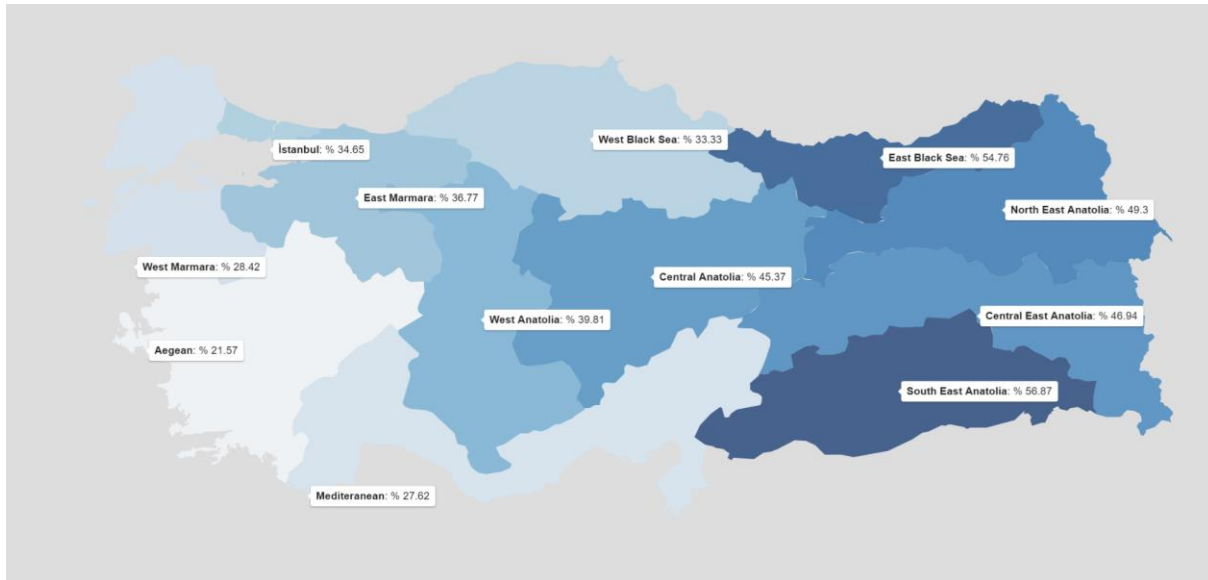 West Black Sea: % 33.33
İstanbul: % 34.65
East Black Sea: % 54.76
East Marmara: % 36.77
North East Anatolia: % 49.3
West Marmara: % 28.42
Central Anatolia: % 45.37
West Anatolia: % 39.81
Central East Anatolia: % 46.94
Aegean: % 21.57
South East Anatolia: % 56.87
Mediteranean: % 27.62